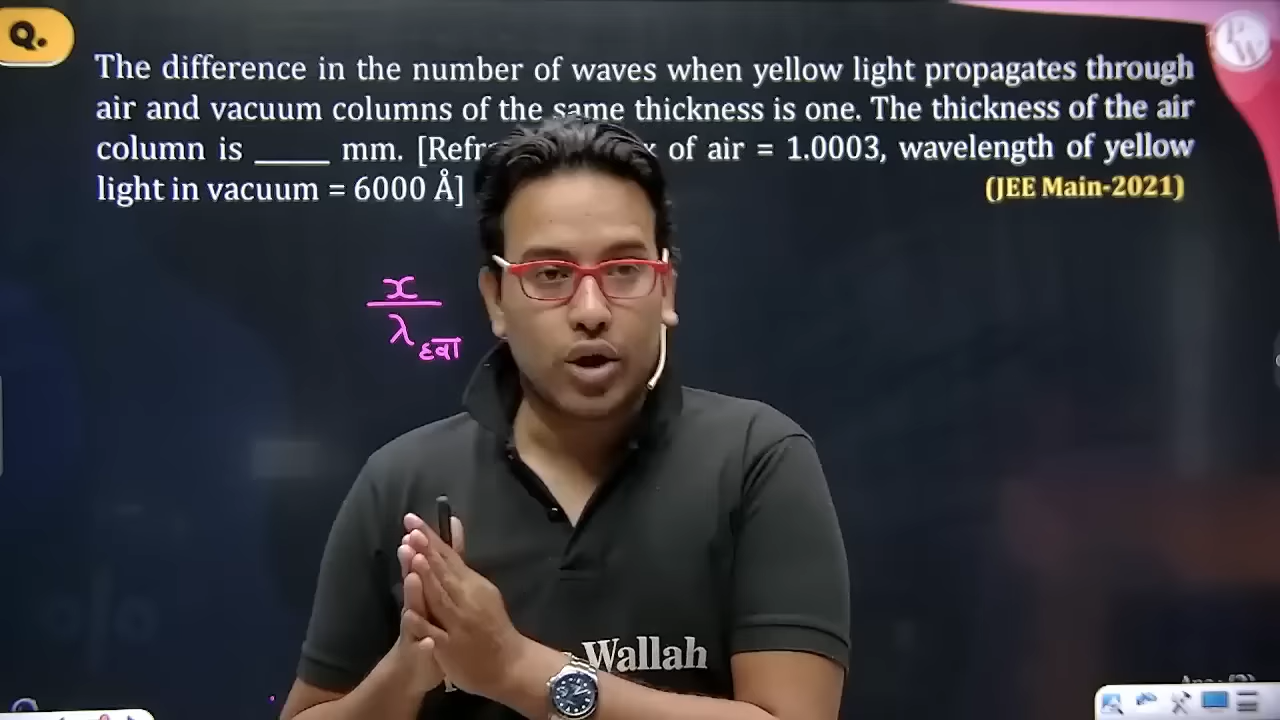 Q.
The difference in the number of waves when yellow light propagates through
air and vacuum columns of the same thickness is one. The thickness of the air
column is _____ mm. [Refr x of air = 1.0003, wavelength of yellow
light in vacuum = 6000 Å] (JEE Main-2021)
PW
x
λ हवा
Wallah